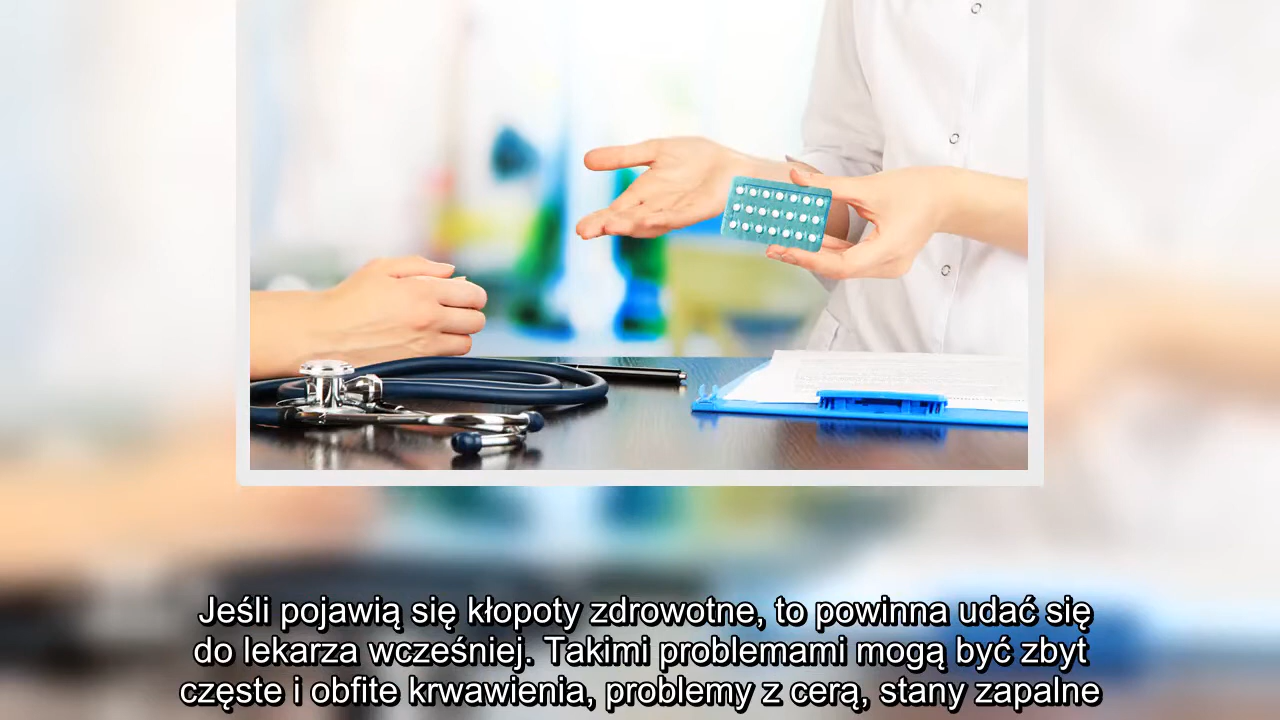 Jeśli pojawią się kłopoty zdrowotne, to powinna udać się
do lekarza wcześniej. Takimi problemami mogą być zbyt
częste i obfite krwawienia, problemy z cerą, stany zapalne